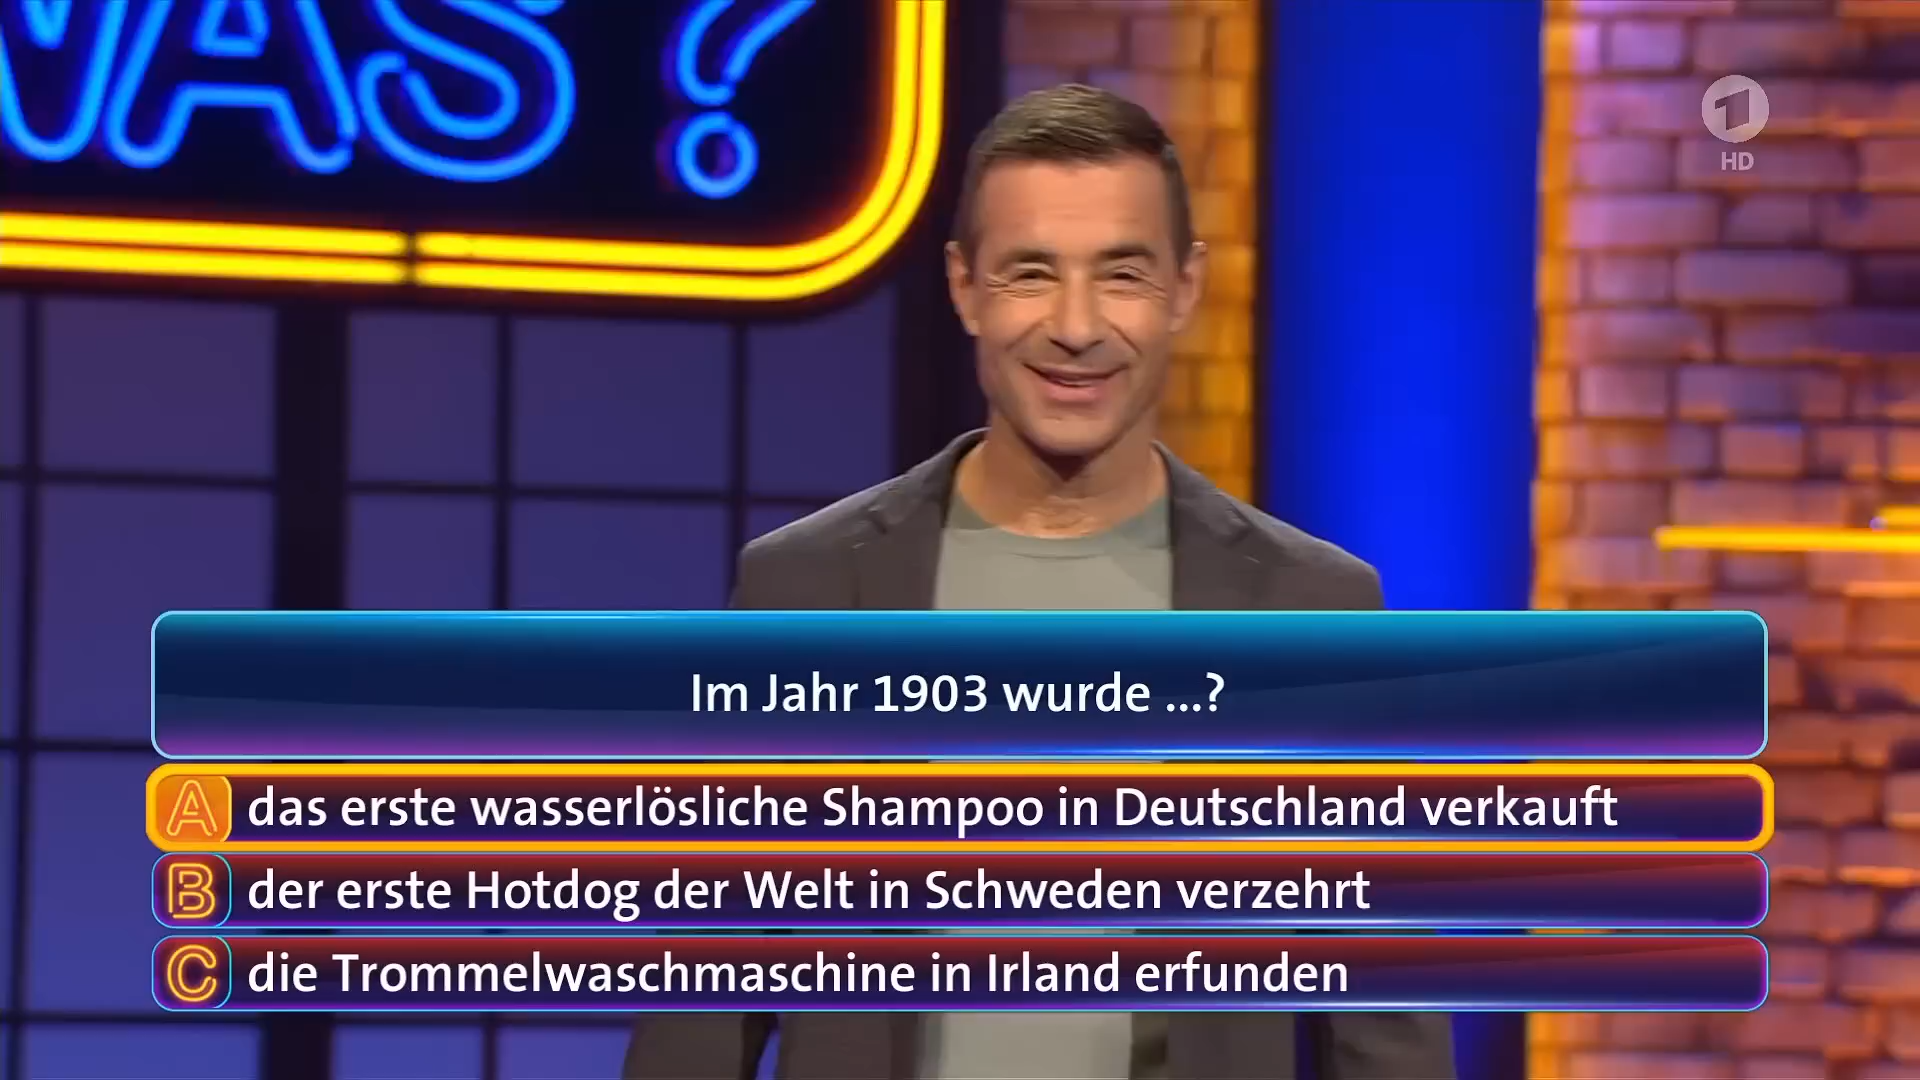 WAS?
1
HD
Im Jahr 1903 wurde ...?
A das erste wasserlösliche Shampoo in Deutschland verkauft
B der erste Hotdog der Welt in Schweden verzehrt
C die Trommelwaschmaschine in Irland erfunden